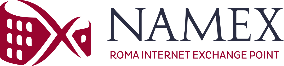 NAMEX
ROMA INTERNET EXCHANGE POINT